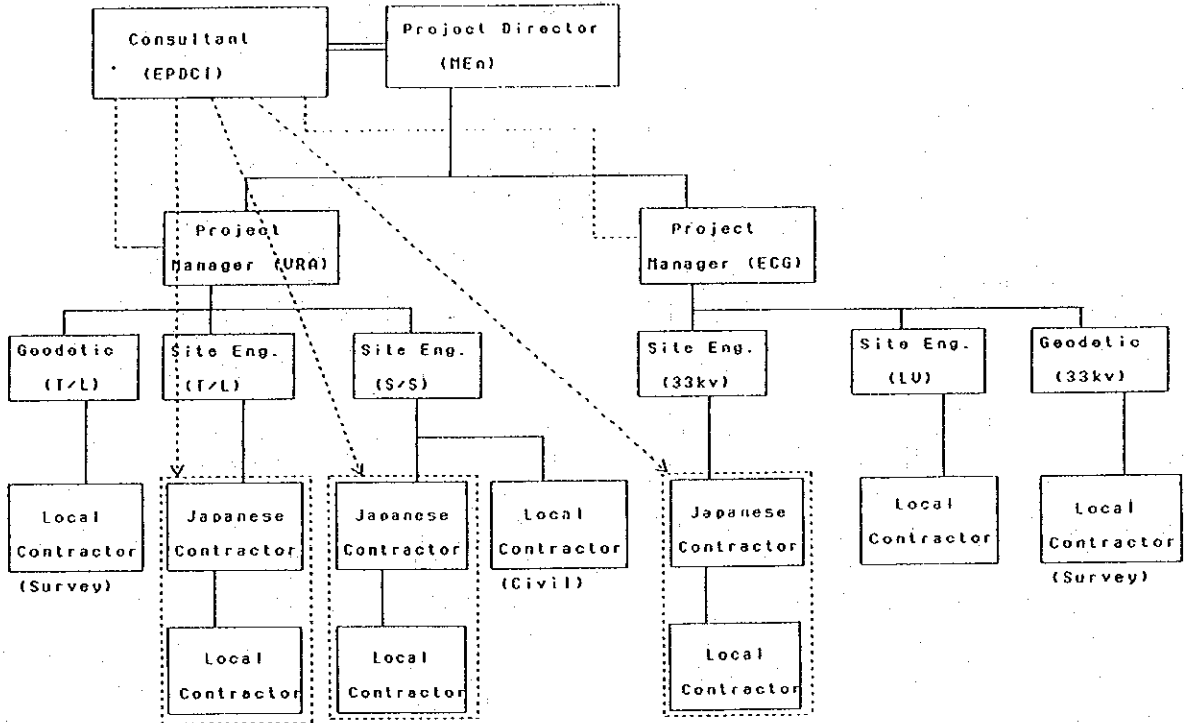 Consultant
(EPDCI)
Project Director
(MEn)
Project
Manager (VRA)
Project
Manager (ECG)
Geodetic
(T/L)
Site Eng.
(T/L)
Site Eng.
(S/S)
Site Eng.
(33kv)
Site Eng.
(LV)
Geodetic
(33kv)
Local
Contractor
(Survey)
Japanese
Contractor
Japanese
Contractor
Local
Contractor
(Civil)
Japanese
Contractor
Local
Contractor
Local
Contractor
(Survey)
Local
Contractor
Local
Contractor
Local
Contractor